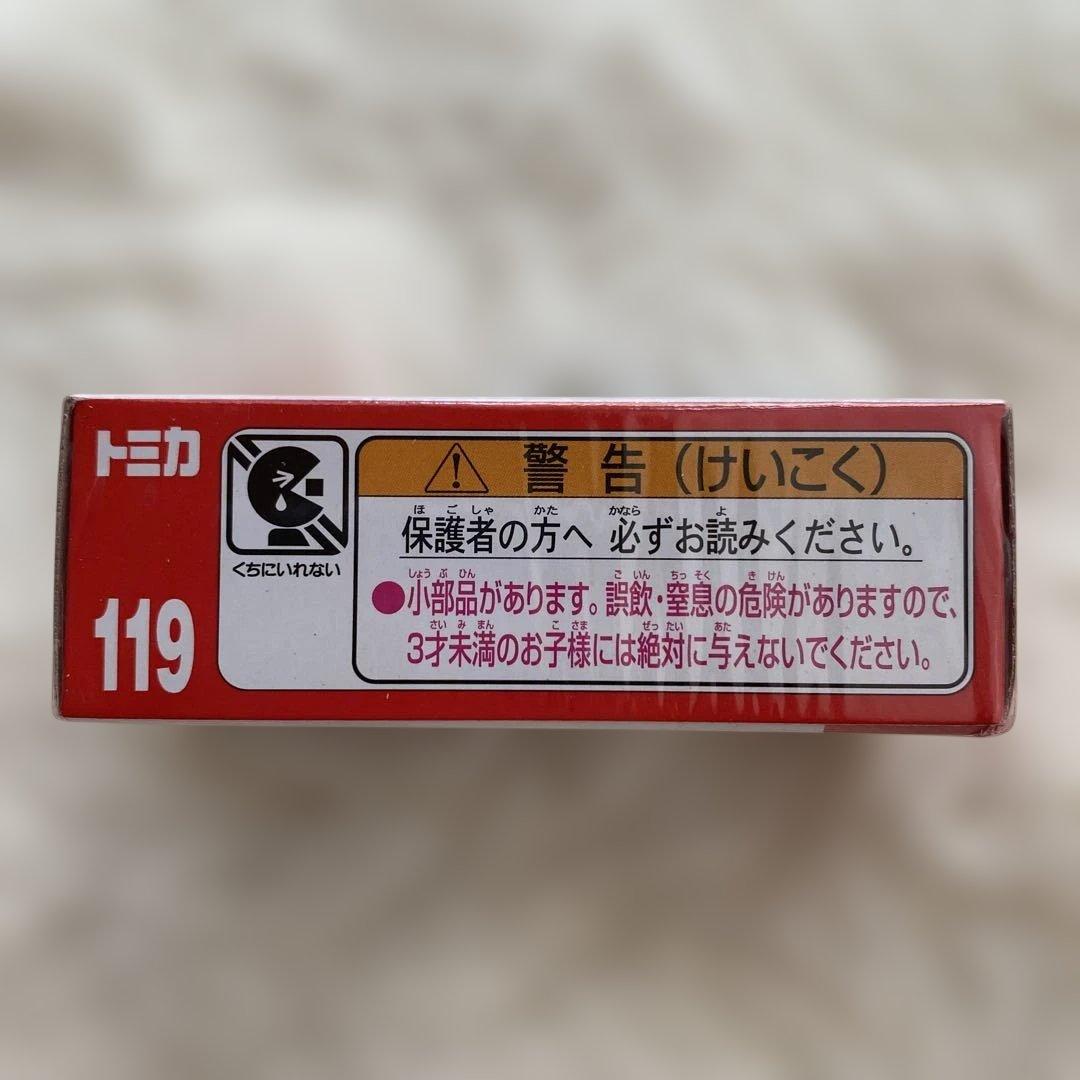 トミカ
119
くちにいれない
警告(けいこく)
ほごしゃ かた かなら よ
保護者の方へ 必ずお読みください。
しょうぶひん ごいん ちっそく きけん
●小部品があります。誤飲・窒息の危険がありますので、
さいみまん こさま ぜったい あた
3才未満のお子様には絶対に与えないでください。